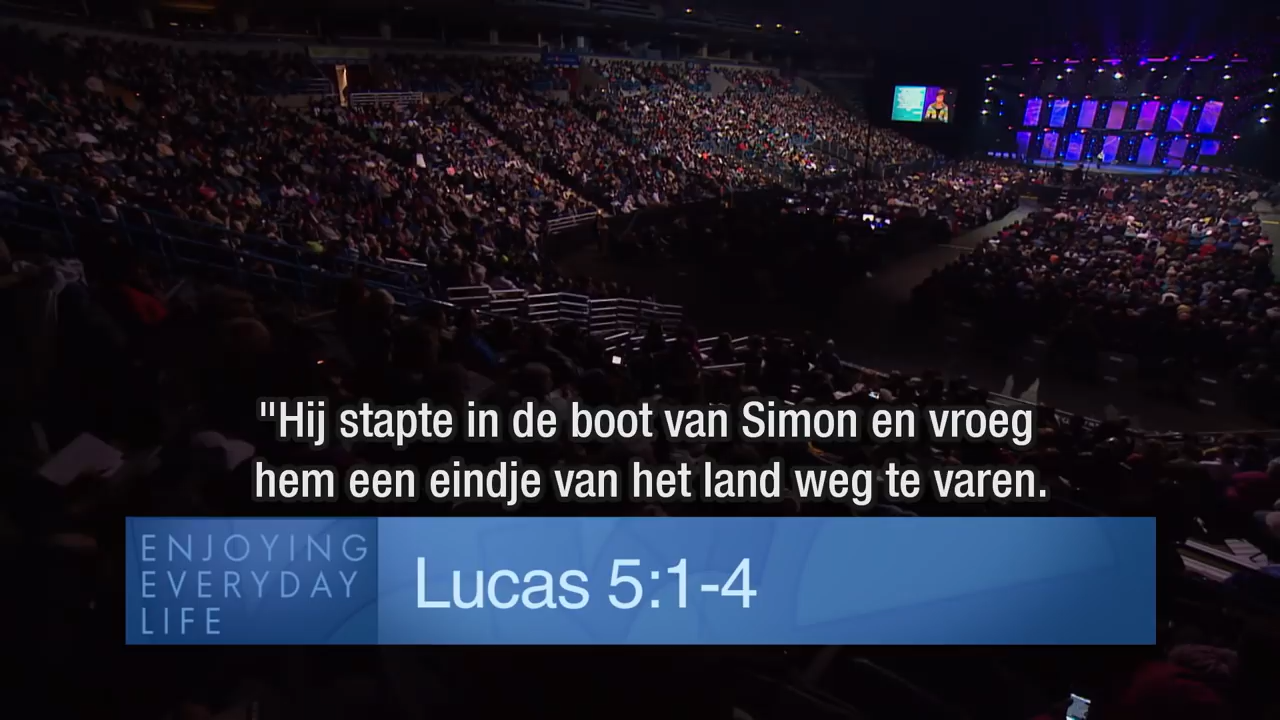 "Hij stapte in de boot van Simon en vroeg
hem een eindje van het land weg te varen.
ENJOYING
EVERYDAY
LIFE
Lucas 5:1-4